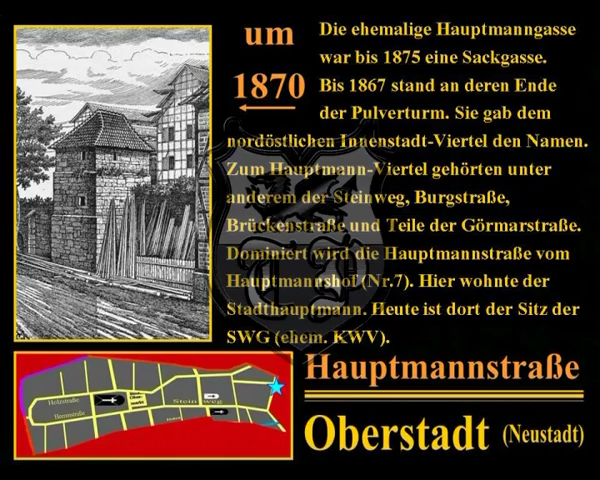 um
1870
Die ehemalige Hauptmanngasse
war bis 1875 eine Sackgasse.
Bis 1867 stand an deren Ende
der Pulverturm. Sie gab dem
nordöstlichen Innenstadt-Viertel den Namen.
Zum Hauptmann-Viertel gehörten unter
anderem der Steinweg, Burgstraße,
Brückenstraße und Teile der Görmarstraße.
Dominiert wird die Hauptmannstraße vom
Hauptmannshof (Nr.7). Hier wohnte der
Stadthauptmann. Heute ist dort der Sitz der
SWG (ehem. KWV).
Holzstraße
Herrenstraße
Steinweg
Hauptmannstraße
Oberstadt (Neustadt)